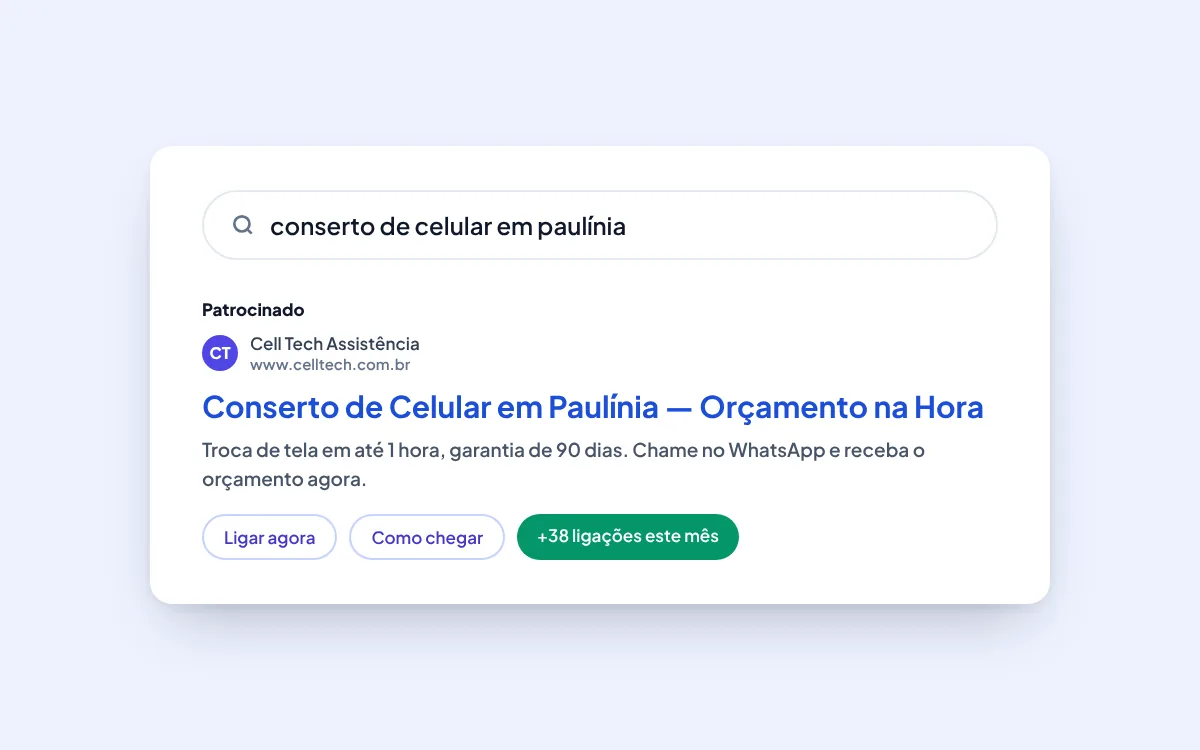 conserto de celular em paulínia
Patrocinado
CT
Cell Tech Assistência
www.celltech.com.br
Conserto de Celular em Paulínia — Orçamento na Hora
Troca de tela em até 1 hora, garantia de 90 dias. Chame no WhatsApp e receba o
orçamento agora.
Ligar agora
Como chegar
+38 ligações este mês